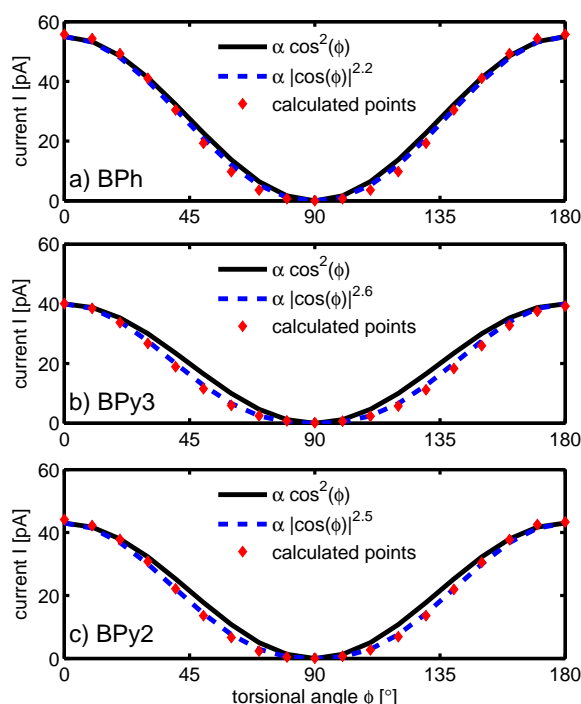 60
40
20
0
current I [pA]
α cos²(ϕ)
α |cos(ϕ)|^2.2
calculated points
a) BPh
0 45 90 135 180
60
40
20
0
current I [pA]
α cos²(ϕ)
α |cos(ϕ)|^2.6
calculated points
b) BPy3
0 45 90 135 180
60
40
20
0
current I [pA]
α cos²(ϕ)
α |cos(ϕ)|^2.5
calculated points
c) BPy2
0 45 90 135 180
torsional angle ϕ [°]